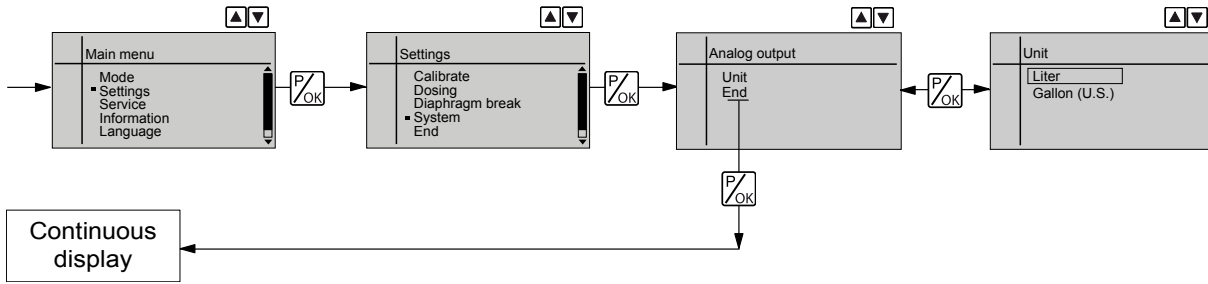 Main menu
Mode
Settings
Service
Information
Language
P/OK
Settings
Calibrate
Dosing
Diaphragm break
System
End
P/OK
Analog output
Unit
End
P/OK
Unit
Liter
Gallon (U.S.)
P/OK
Continuous
display